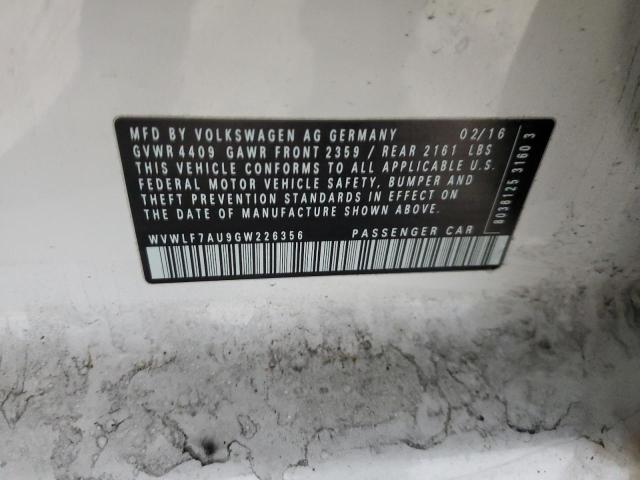 MFD BY VOLKSWAGEN AG GERMANY 02/16
GVWR 4409 GAWR FRONT 2359 / REAR 2161 LBS
THIS VEHICLE CONFORMS TO ALL APPLICABLE U.S.
FEDERAL MOTOR VEHICLE SAFETY, BUMPER AND
THEFT PREVENTION STANDARDS IN EFFECT ON
THE DATE OF MANUFACTURE SHOWN ABOVE.
WVWLF7AU9GW226356 PASSENGER CAR
8038125 3160 3